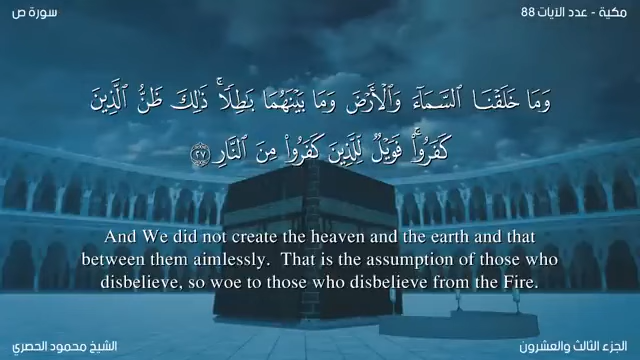 سورة ص
مكية - عدد الآيات 88
وَمَا خَلَقْنَا ٱلسَّمَآءَ وَٱلْأَرْضَ وَمَا بَيْنَهُمَا بَٰطِلًا ۚ ذَٰلِكَ ظَنُّ ٱلَّذِينَ
كَفَرُوا۟ ۚ فَوَيْلٌ لِّلَّذِينَ كَفَرُوا۟ مِنَ ٱلنَّارِ ٢٧
And We did not create the heaven and the earth and that
between them aimlessly. That is the assumption of those who
disbelieve, so woe to those who disbelieve from the Fire.
الشيخ محمود الحصري
الجزء الثالث والعشرون